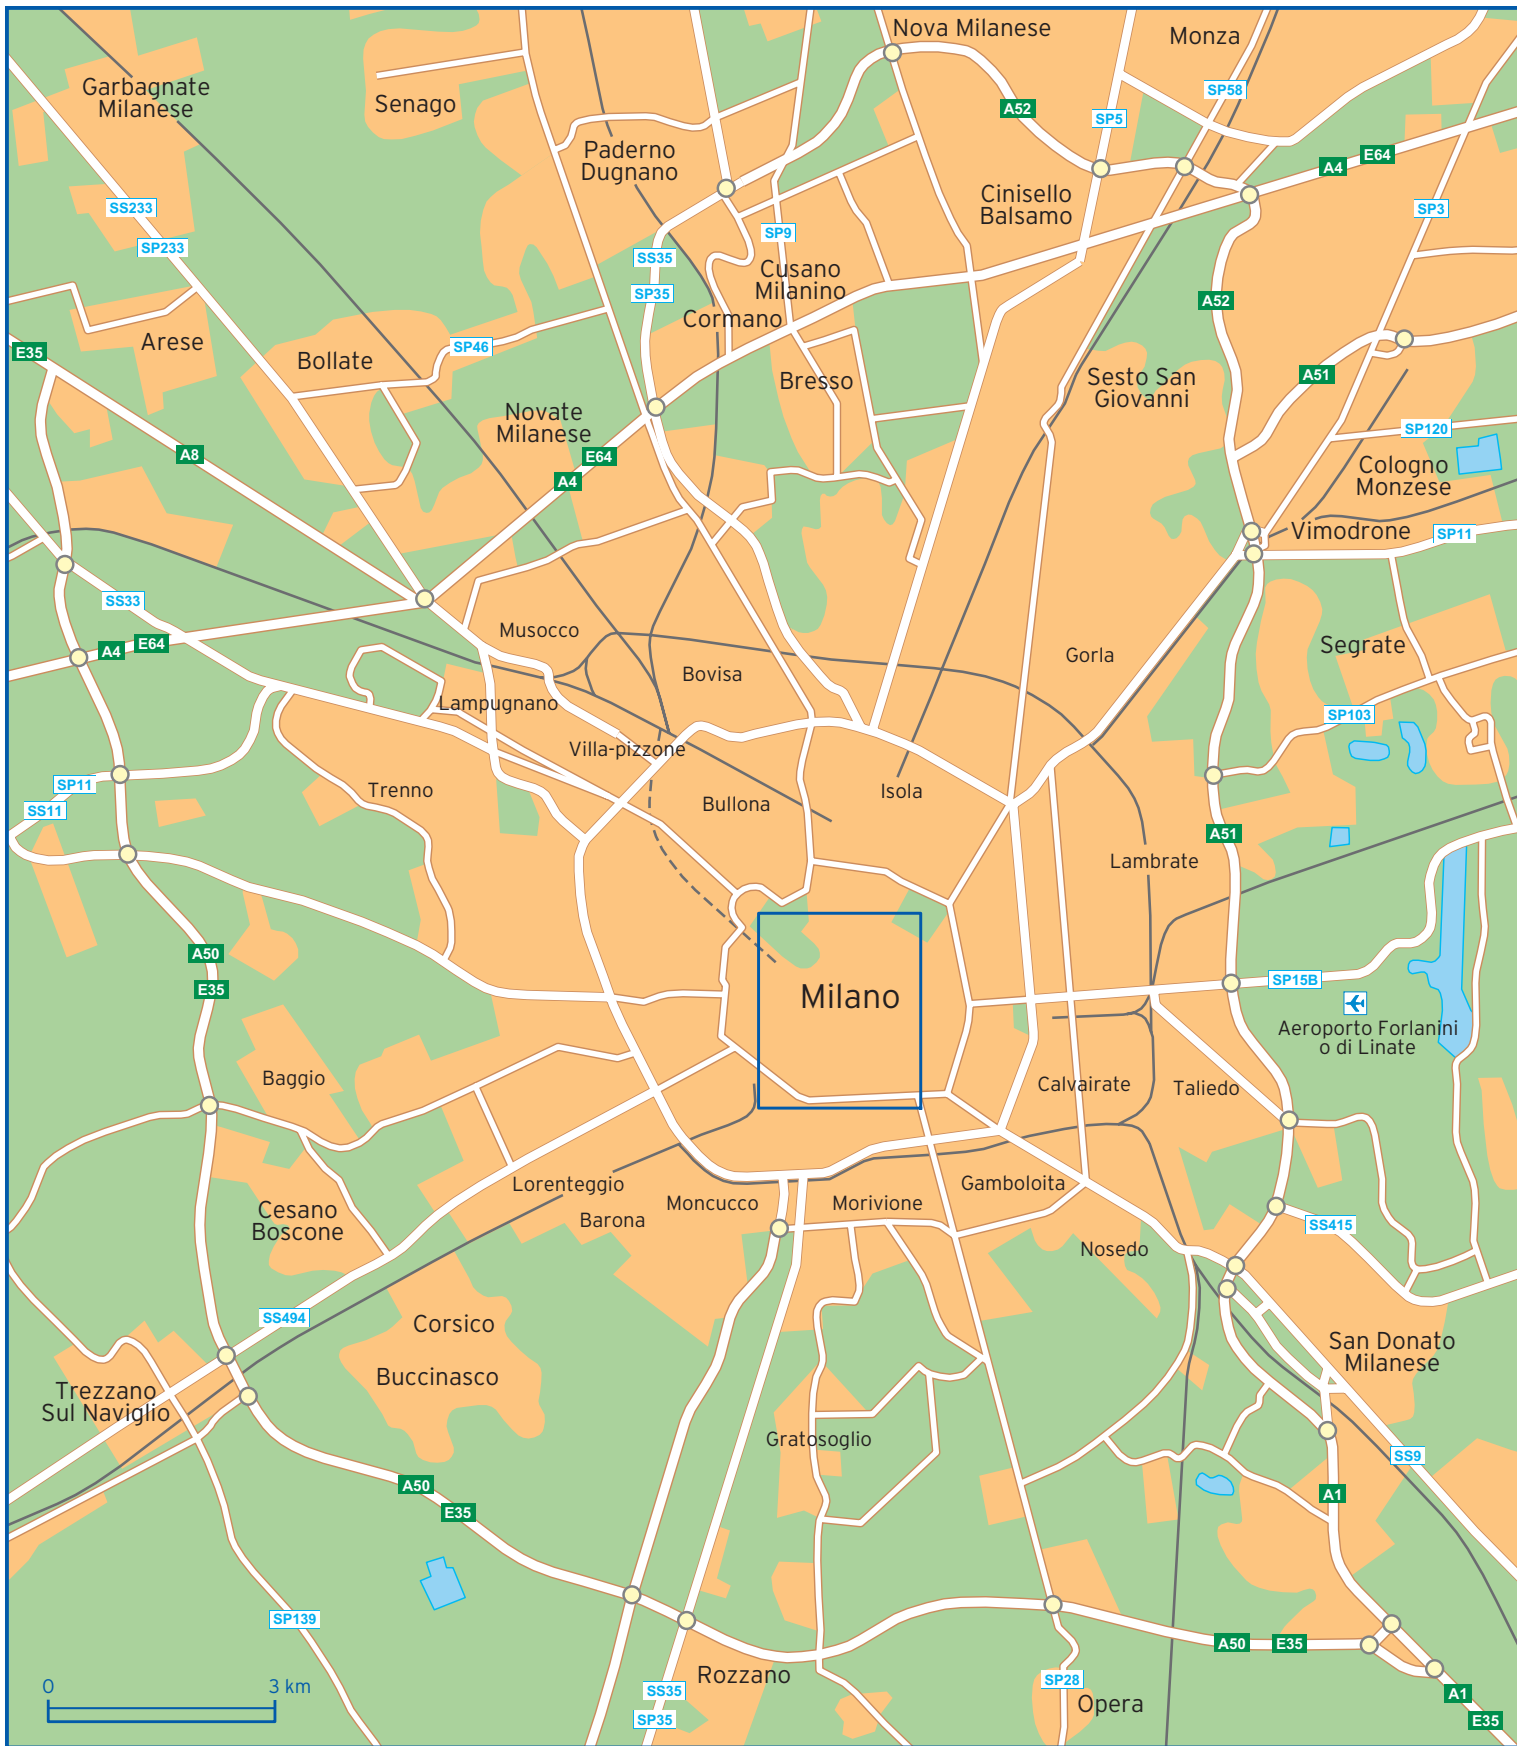 Nova Milanese
Monza
Garbagnate
Milanese
Senago
SP58
A52
SP5
Paderno
Dugnano
A4
E64
Cinisello
Balsamo
SS233
SP3
SP233
SP9
SS35
Cusano
Milanino
SP35
A52
Cormano
Arese
E35
SP46
Bollate
Bresso
Sesto San
Giovanni
A51
Novate
Milanese
SP120
A8
E64
A4
Cologno
Monzese
Vimodrone
SP11
SS33
Musocco
A4
E64
Gorla
Segrate
Bovisa
Lampugnano
SP103
Villa-pizzone
SP11
SS11
Trenno
Bullona
Isola
A51
Lambrate
A50
E35
SP15B
Milano
Aeroporto Forlanini
o di Linate
Baggio
Calvairate
Taliedo
Lorenteggio
Gamboloita
Moncucco
Morivione
Cesano
Boscone
Barona
SS415
Nosedo
SS494
Corsico
San Donato
Milanese
Buccinasco
Trezzano
Sul Naviglio
Gratosoglio
SS9
A50
E35
A1
SP139
A50
E35
Rozzano
0
3 km
SS35
SP35
SP28
Opera
A1
E35